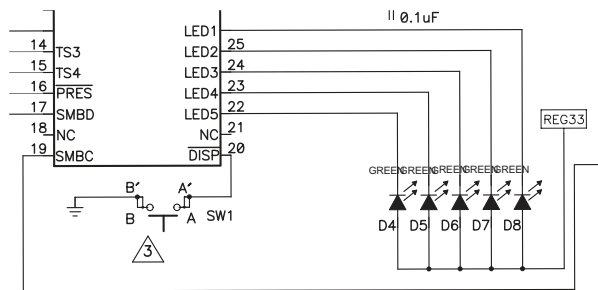 0.1uF
LED1
14 TS3 LED2 25
15 TS4 LED3 24
16 PRES LED4 23
17 SMBD LED5 22
18 NC NC 21
19 SMBC DISP 20
REG33
GREEN GREEN GREEN GREEN GREEN
B' A'
B A SW1
D4 D5 D6 D7 D8
3